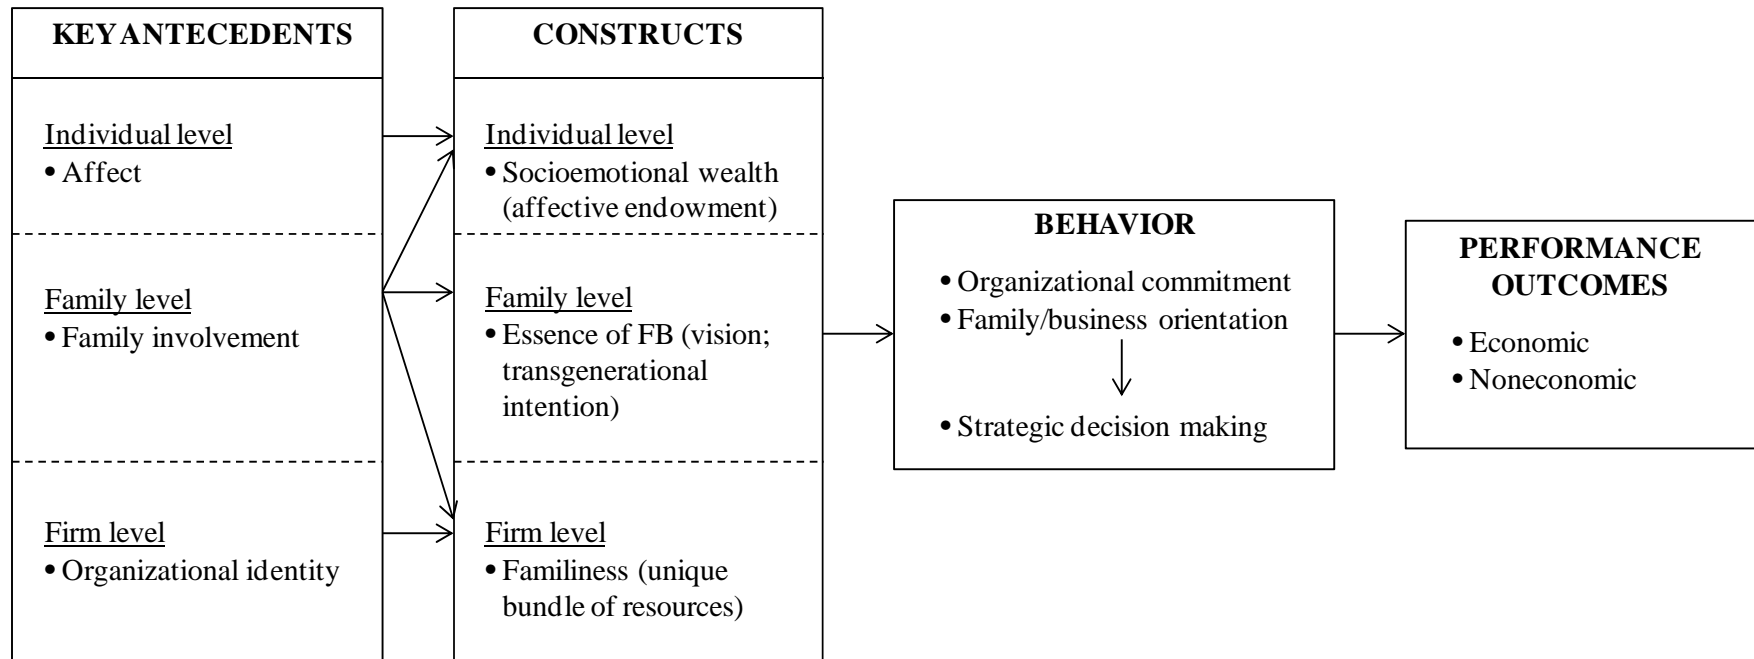 KEY ANTECEDENTS
Individual level
• Affect
Family level
• Family involvement
Firm level
• Organizational identity
CONSTRUCTS
Individual level
• Socioemotional wealth
(affective endowment)
Family level
• Essence of FB (vision;
transgenerational
intention)
Firm level
• Familiness (unique
bundle of resources)
BEHAVIOR
• Organizational commitment
• Family/business orientation
• Strategic decision making
PERFORMANCE
OUTCOMES
• Economic
• Noneconomic